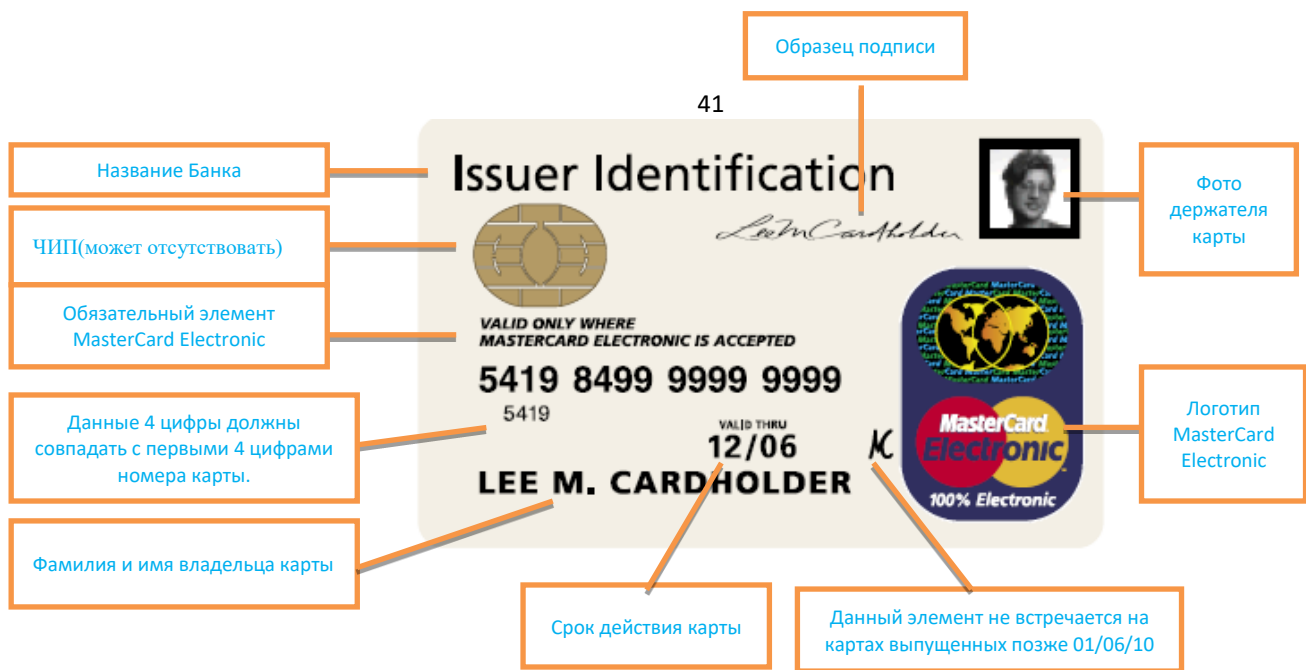 Образец подписи
41
Название Банка
Issuer Identification
Фото
держателя
карты
LeeMCardholder
ЧИП(может отсутствовать)
Обязательный элемент
MasterCard Electronic
VALID ONLY WHERE
MASTERCARD ELECTRONIC IS ACCEPTED
5419 8499 9999 9999
5419
Данные 4 цифры должны
совпадать с первыми 4 цифрами
номера карты.
VALID THRU
12/06
MC
LEE M. CARDHOLDER
MasterCard
Electronic
100% Electronic
Логотип
MasterCard
Electronic
Фамилия и имя владельца карты
Срок действия карты
Данный элемент не встречается на
картах выпущенных позже 01/06/10